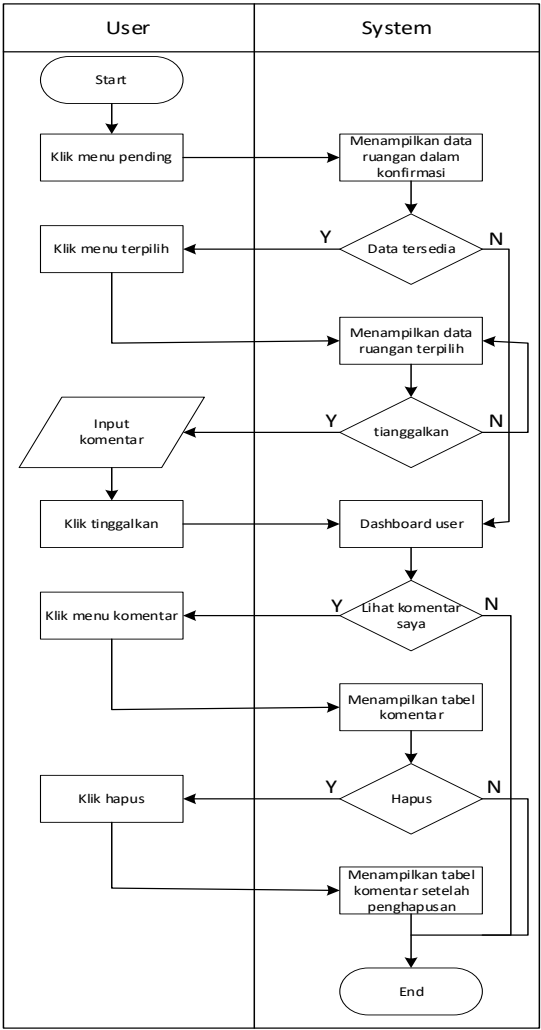 User
System
Start
Klik menu pending
Menampilkan data
ruangan dalam
konfirmasi
Klik menu terpilih
Y
Data tersedia
N
Menampilkan data
ruangan terpilih
Input
komentar
Y
tianggalkan
N
Klik tinggalkan
Dashboard user
Klik menu komentar
Y
Lihat komentar
saya
N
Menampilkan tabel
komentar
Klik hapus
Y
Hapus
N
Menampilkan tabel
komentar setelah
penghapusan
End